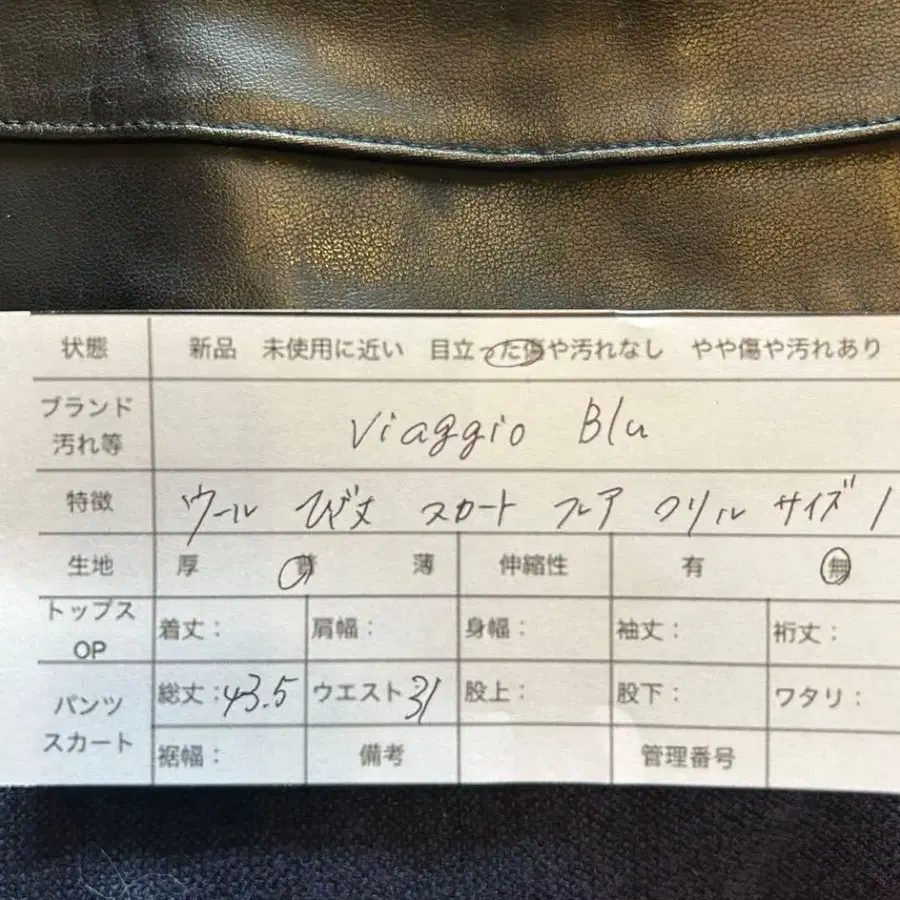 状態 新品 未使用に近い 目立った傷や汚れなし やや傷や汚れあり
ブランド 汚れ等 Viaggio Blu
特徴 ウール ひざ丈 スカート フレア フリル サイズ1
生地 厚 普 薄 伸縮性 有 無
トップス OP 着丈: 肩幅: 身幅: 袖丈: 裄丈:
パンツ スカート 総丈:43.5 ウエスト:31 股上: 股下: ワタリ:
裾幅: 備考 管理番号